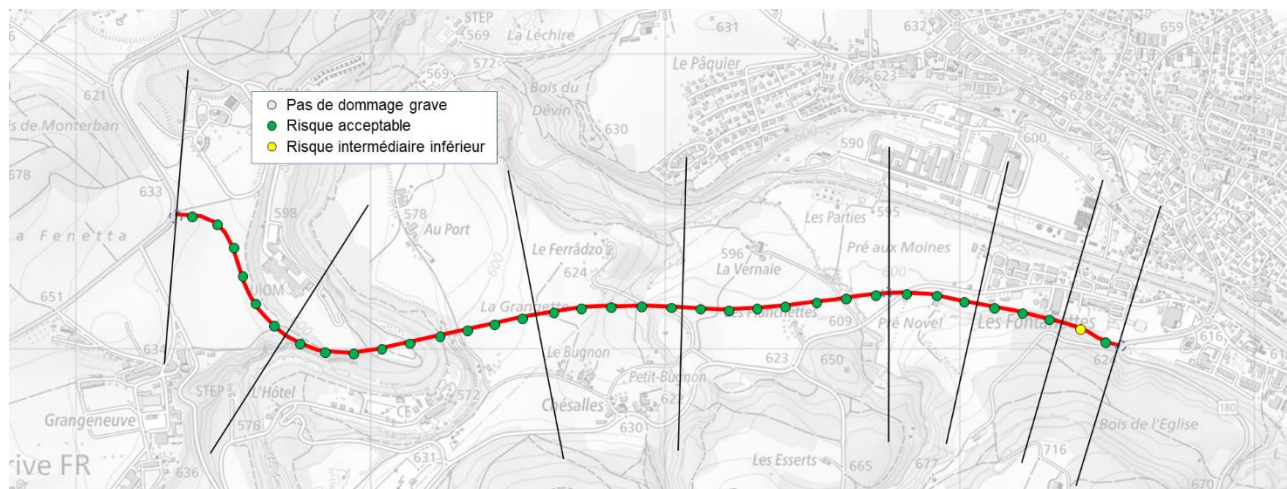 STEP
569
La Léchire
572
569
631
Le Pâquier
632
659
623
628
621
Bois du
Dévin
630
is de Monterban
678
Pas de dommage grave
Risque acceptable
Risque intermédiaire inférieur
590
600
633
a Fenetta
598
578
Au Port
600
Le Ferrâdzo
624
Les Parties
595
596
La Vernaie
Pré aux Moines
600
651
UIOM
La Grangette
609
Pré Novel
Les Fontanettes
616
634
Le Bugnon
623
650
Petit-Bugnon
622
STEP
L'Hôtel
CE
572
Chésalles
630
180
Grangeneuve
576
631
Bois de l'Eglise
716
636
Les Esserts
665
677
670
rive FR